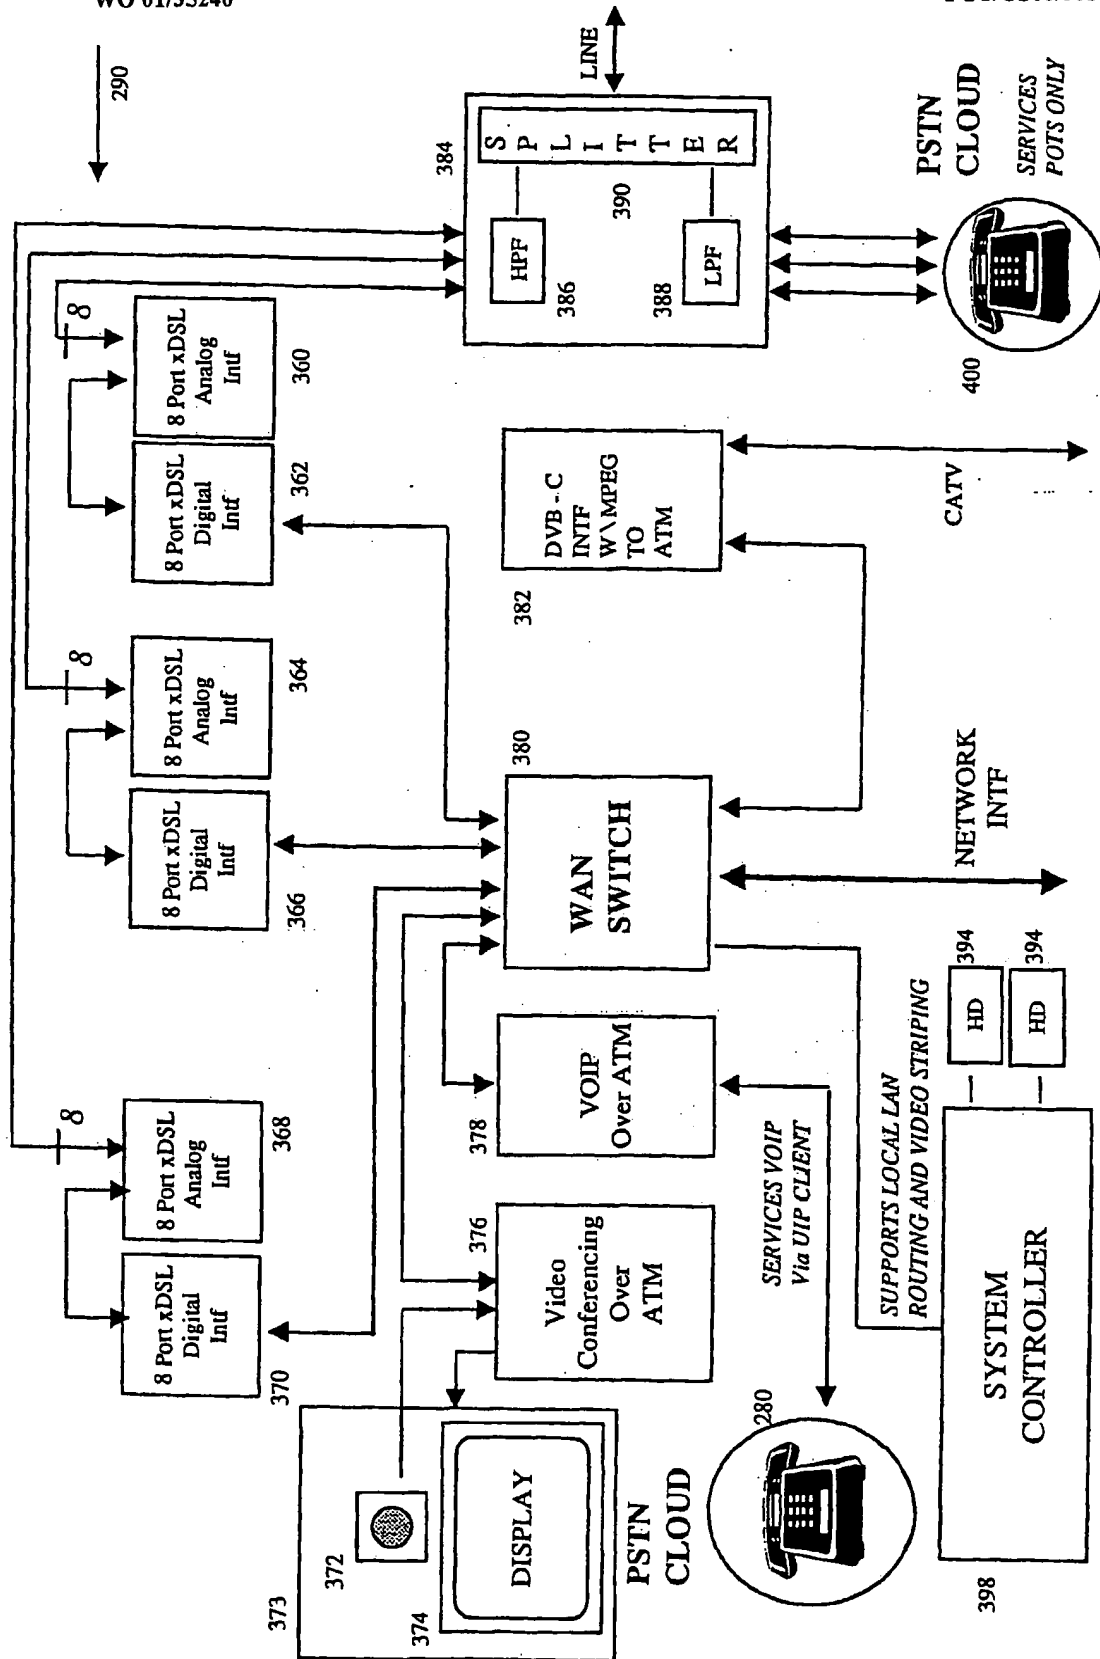 290
8 Port xDSL
Digital
Intf
370
8 Port xDSL
Analog
Intf
368
8
8 Port xDSL
Digital
Intf
366
8 Port xDSL
Analog
Intf
364
8
8 Port xDSL
Digital
Intf
362
8 Port xDSL
Analog
Intf
360
8
373
372
374
DISPLAY
PSTN
CLOUD
376
Video
Conferencing
Over
ATM
378
VOIP
Over ATM
380
WAN
SWITCH
382
DVB - C
INTF
W\MPEG
TO
ATM
384
HPF
386
SPLITTER
390
LPF
388
LINE
280
SERVICES VOIP
Via UIP CLIENT
SUPPORTS LOCAL LAN
ROUTING AND VIDEO STRIPING
398
SYSTEM
CONTROLLER
HD
394
HD
394
NETWORK
INTF
CATV
400
PSTN
CLOUD
SERVICES
POTS ONLY